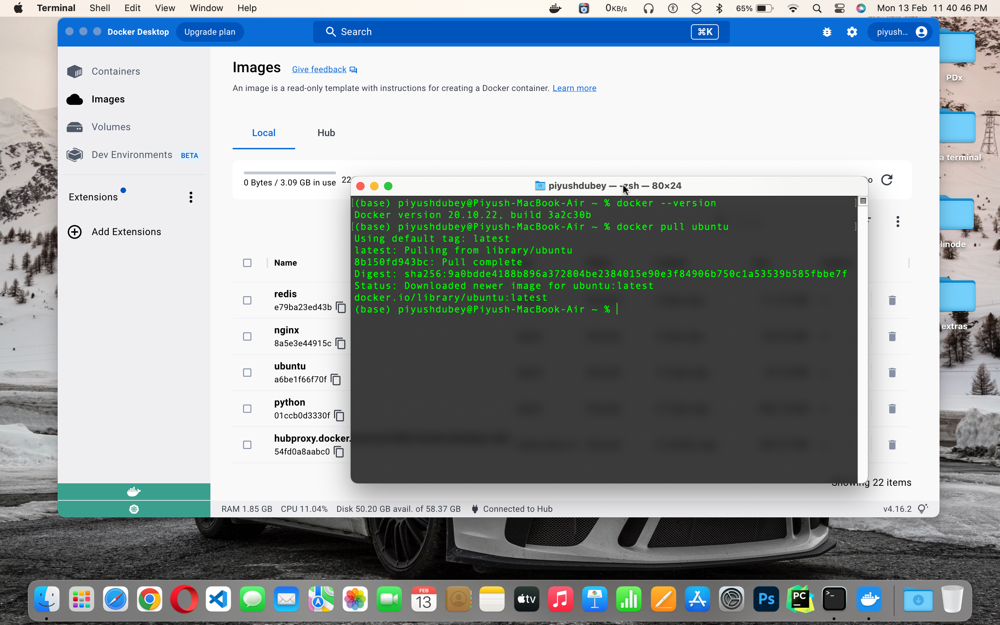 Terminal Shell Edit View Window Help
0KB/s 65% Mon 13 Feb 11 40 46 PM
Docker Desktop Upgrade plan Search ⌘K piyush...
Containers
Images
Volumes
Dev Environments BETA
Extensions
Add Extensions
Images Give feedback
An image is a read-only template with instructions for creating a Docker container. Learn more
Local Hub
0 Bytes / 3.09 GB in use 22
o
Name
redis
e79ba23ed43b
nginx
8a5e3e44915c
ubuntu
a6be1f66f70f
python
01ccb0d3330f
hubproxy.docker.
54fd0a8aabc0
piyushdubey — -zsh — 80×24
[(base) piyushdubey@Piyush-MacBook-Air ~ % docker --version ]
Docker version 20.10.22, build 3a2c30b
[(base) piyushdubey@Piyush-MacBook-Air ~ % docker pull ubuntu ]
Using default tag: latest
latest: Pulling from library/ubuntu
8b150fd943bc: Pull complete
Digest: sha256:9a0bdde4188b896a372804be2384015e90e3f84906b750c1a53539b585fbbe7f
Status: Downloaded newer image for ubuntu:latest
docker.io/library/ubuntu:latest
(base) piyushdubey@Piyush-MacBook-Air ~ %
Showing 22 items
RAM 1.85 GB CPU 11.04% Disk 50.20 GB avail. of 58.37 GB Connected to Hub
v4.16.2
PDx
a terminal
linode
extras
FEB
13
tv
Ps
PC
>_